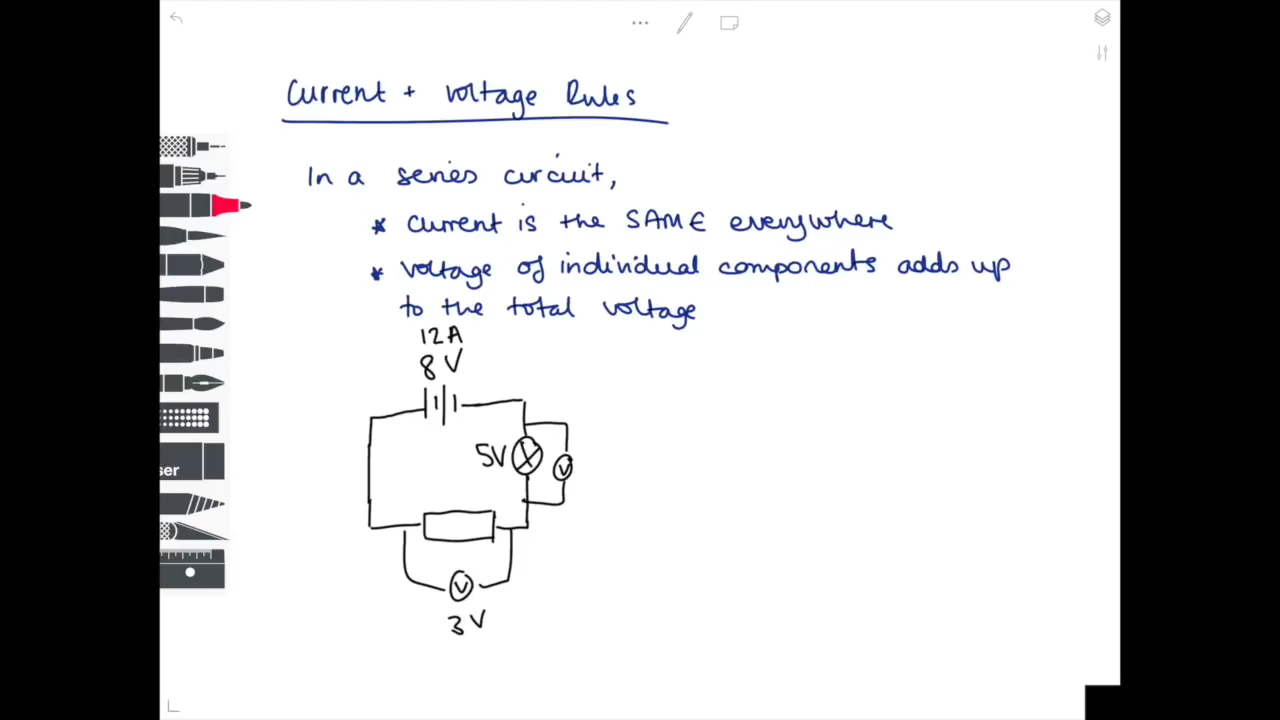 Current + voltage Rules
In a series circuit,
* current is the SAME everywhere
* voltage of individual components adds up
to the total voltage
12A
8V
5V
V
V
3V
ser